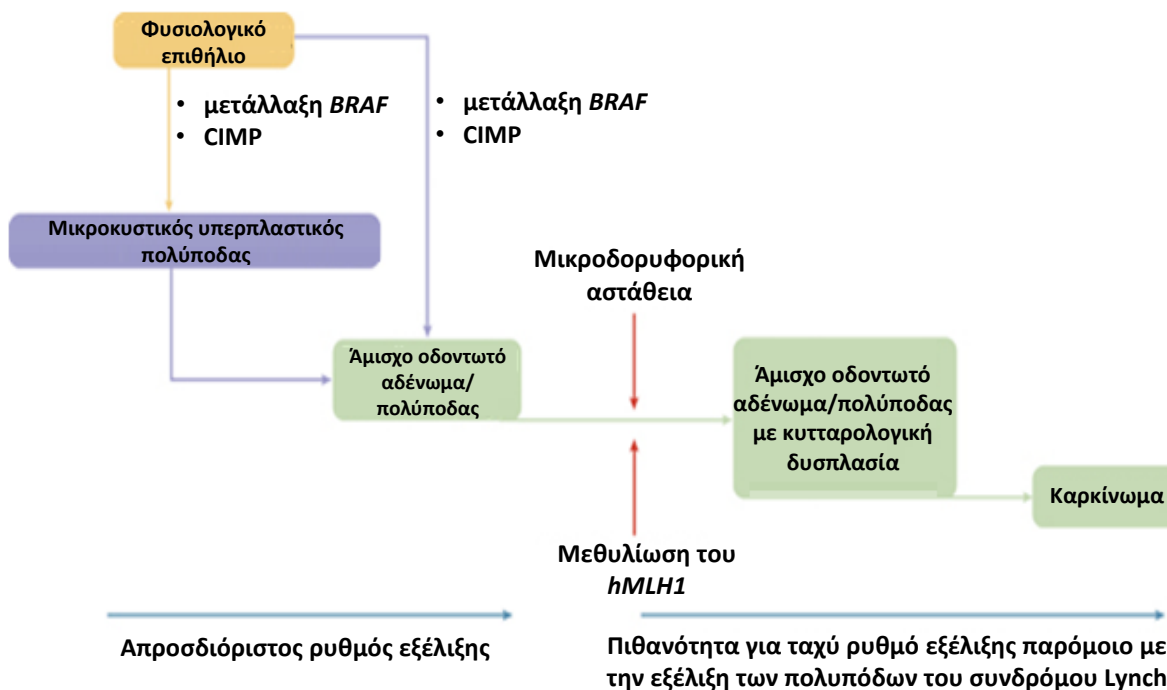 Φυσιολογικό
επιθήλιο
• μετάλλαξη BRAF
• CIMP
• μετάλλαξη BRAF
• CIMP
Μικροκυστικός υπερπλαστικός
πολύποδας
Μικροδορυφορική
αστάθεια
Άμισχο οδοντωτό
αδένωμα/
πολύποδας
Άμισχο οδοντωτό
αδένωμα/πολύποδας
με κυτταρολογική
δυσπλασία
Καρκίνωμα
Μεθυλίωση του
hMLH1
Απροσδιόριστος ρυθμός εξέλιξης
Πιθανότητα για ταχύ ρυθμό εξέλιξης παρόμοιο με
την εξέλιξη των πολυπόδων του συνδρόμου Lynch